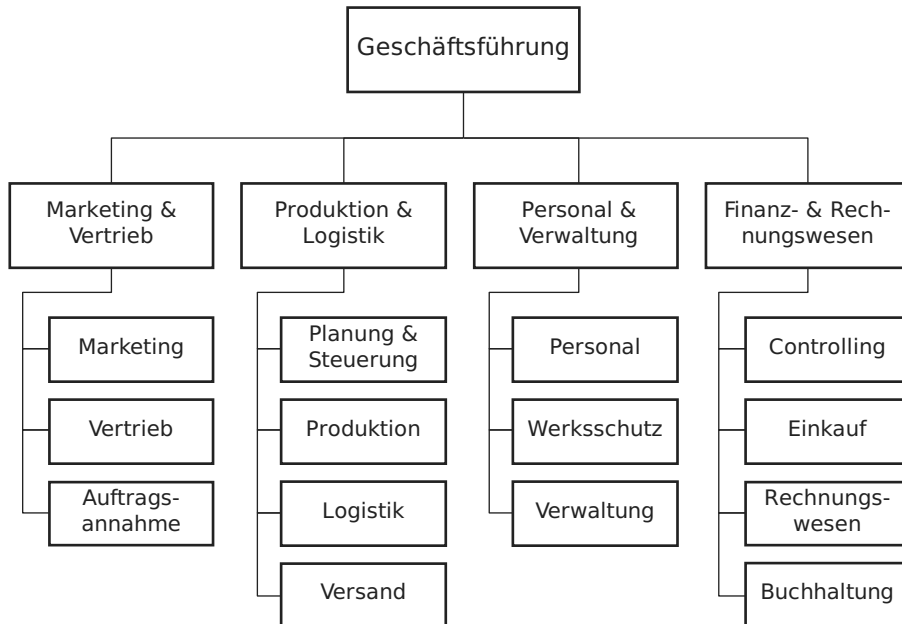 Geschäftsführung
Marketing &
Vertrieb
Produktion &
Logistik
Personal &
Verwaltung
Finanz- & Rech-
nungswesen
Marketing
Vertrieb
Auftrags-
annahme
Planung &
Steuerung
Produktion
Logistik
Versand
Personal
Werksschutz
Verwaltung
Controlling
Einkauf
Rechnungs-
wesen
Buchhaltung